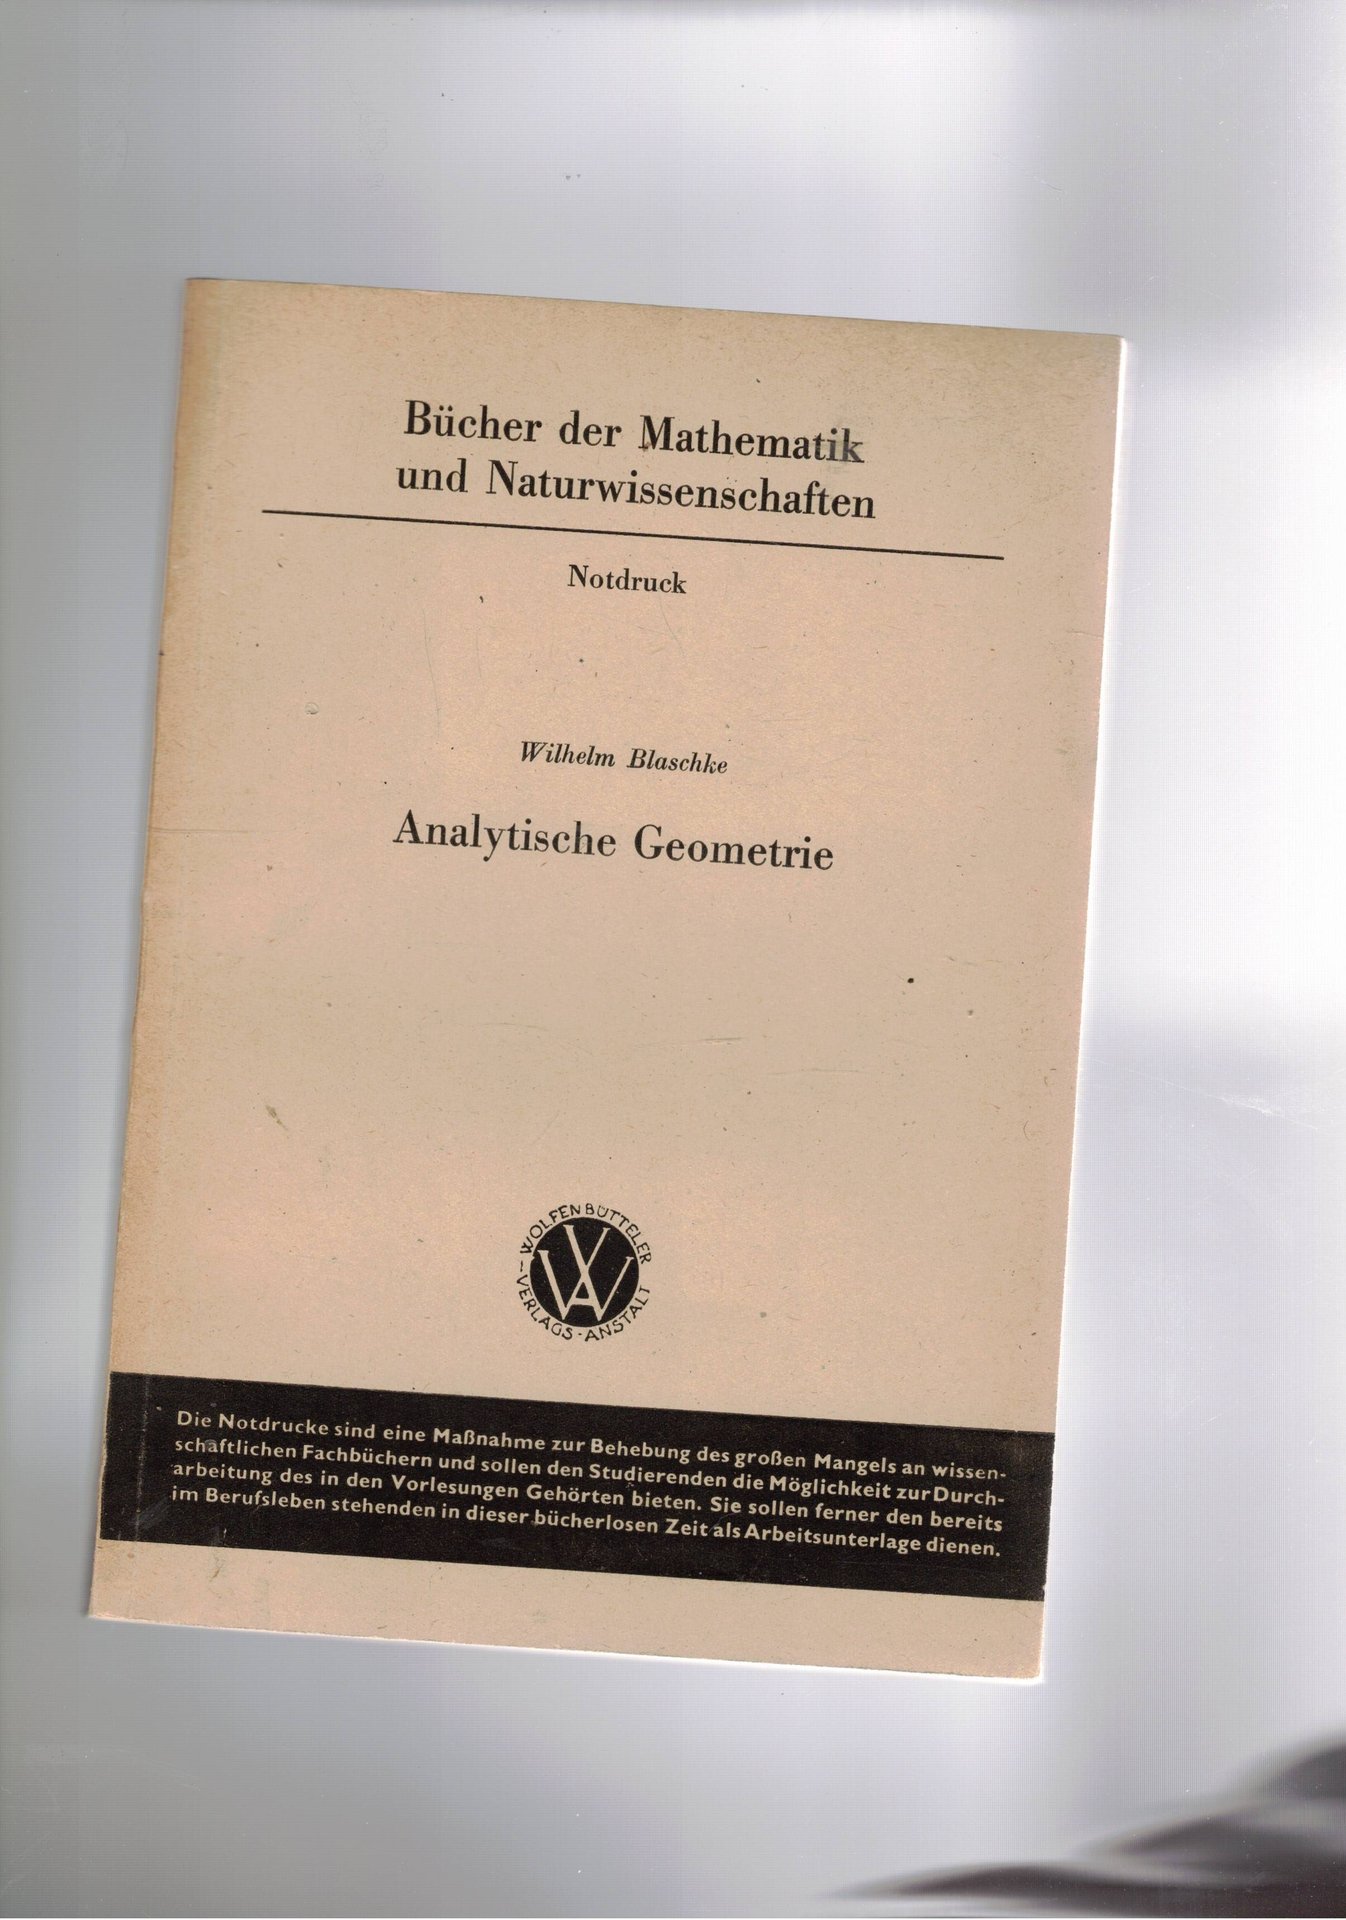 Bücher der Mathematik
und Naturwissenschaften
Notdruck
Wilhelm Blaschke
Analytische Geometrie
WOLFENBÜTTELER
VERLAGS-ANSTALT
WVA
Die Notdrucke sind eine Maßnahme zur Behebung des großen Mangels an wissen-
schaftlichen Fachbüchern und sollen den Studierenden die Möglichkeit zur Durch-
arbeitung des in den Vorlesungen Gehörten bieten. Sie sollen ferner den bereits
im Berufsleben stehenden in dieser bücherlosen Zeit als Arbeitsunterlage dienen.